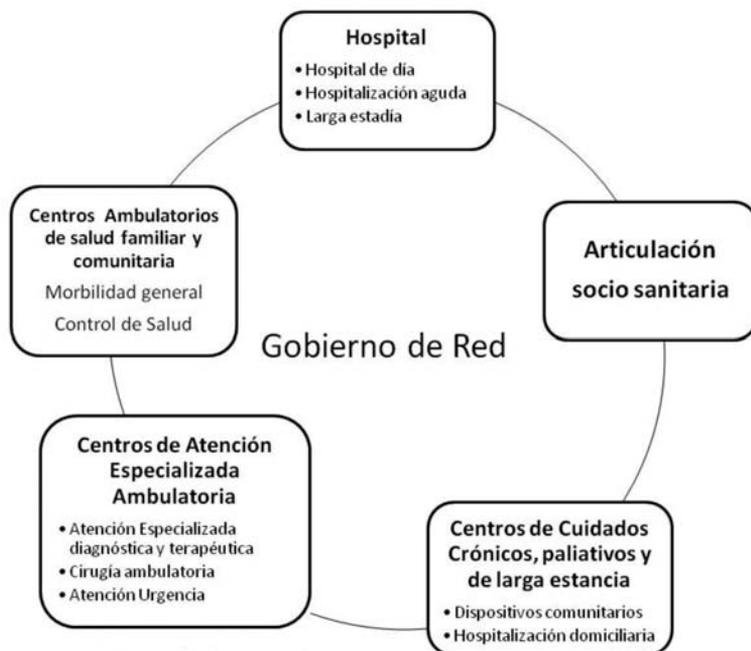 Hospital
• Hospital de día
• Hospitalización aguda
• Larga estadía
Centros Ambulatorios
de salud familiar y
comunitaria
Morbilidad general
Control de Salud
Articulación
socio sanitaria
Gobierno de Red
Centros de Atención
Especializada
Ambulatoria
• Atención Especializada
diagnóstica y terapéutica
• Cirugía ambulatoria
• Atención Urgencia
Centros de Cuidados
Crónicos, paliativos y
de larga estancia
• Dispositivos comunitarios
• Hospitalización domiciliaria